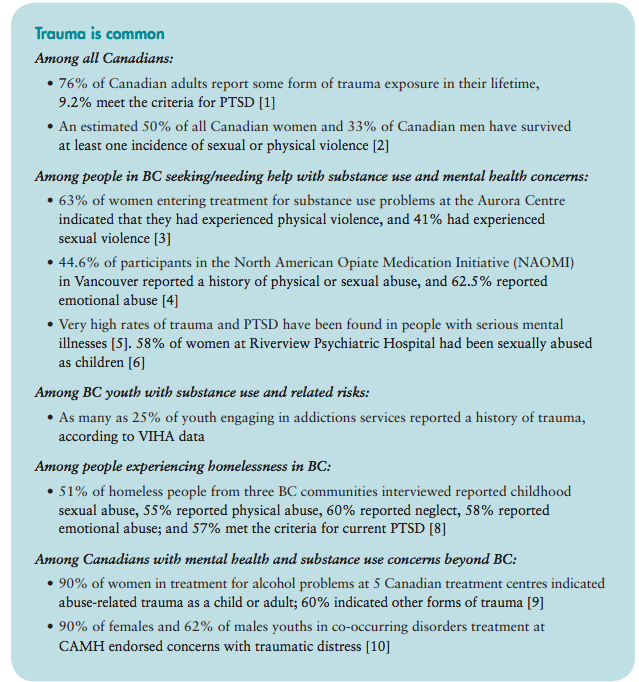 Trauma is common
Among all Canadians:
• 76% of Canadian adults report some form of trauma exposure in their lifetime,
9.2% meet the criteria for PTSD [1]
• An estimated 50% of all Canadian women and 33% of Canadian men have survived
at least one incidence of sexual or physical violence [2]
Among people in BC seeking/needing help with substance use and mental health concerns:
• 63% of women entering treatment for substance use problems at the Aurora Centre
indicated that they had experienced physical violence, and 41% had experienced
sexual violence [3]
• 44.6% of participants in the North American Opiate Medication Initiative (NAOMI)
in Vancouver reported a history of physical or sexual abuse, and 62.5% reported
emotional abuse [4]
• Very high rates of trauma and PTSD have been found in people with serious mental
illnesses [5]. 58% of women at Riverview Psychiatric Hospital had been sexually abused
as children [6]
Among BC youth with substance use and related risks:
• As many as 25% of youth engaging in addictions services reported a history of trauma,
according to VIHA data
Among people experiencing homelessness in BC:
• 51% of homeless people from three BC communities interviewed reported childhood
sexual abuse, 55% reported physical abuse, 60% reported neglect, 58% reported
emotional abuse; and 57% met the criteria for current PTSD [8]
Among Canadians with mental health and substance use concerns beyond BC:
• 90% of women in treatment for alcohol problems at 5 Canadian treatment centres indicated
abuse-related trauma as a child or adult; 60% indicated other forms of trauma [9]
• 90% of females and 62% of males youths in co-occurring disorders treatment at
CAMH endorsed concerns with traumatic distress [10]